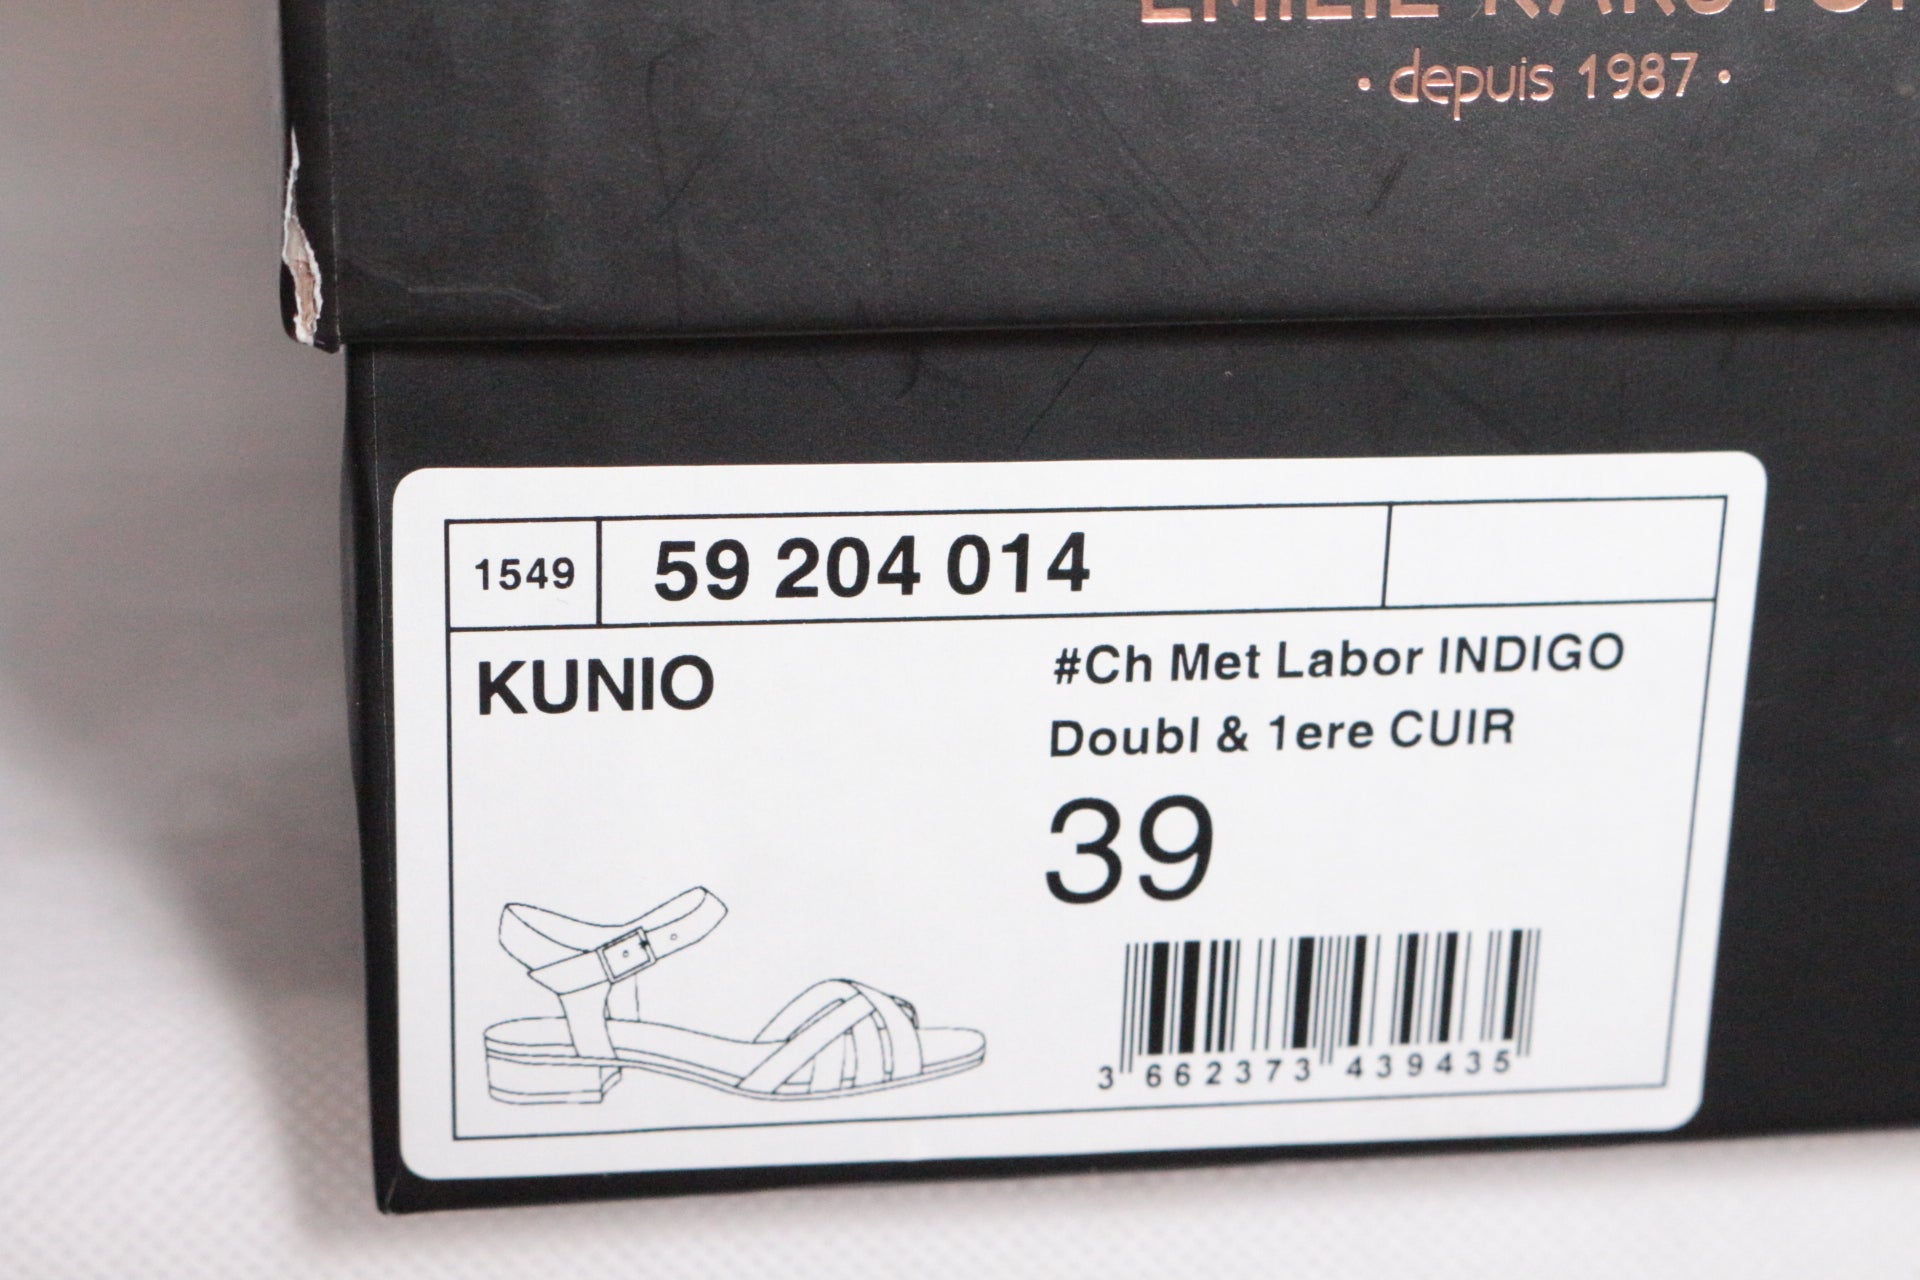 • depuis 1987 •
1549
59 204 014
KUNIO
#Ch Met Labor INDIGO
Doubl & 1ere CUIR
39
3 662373 439435